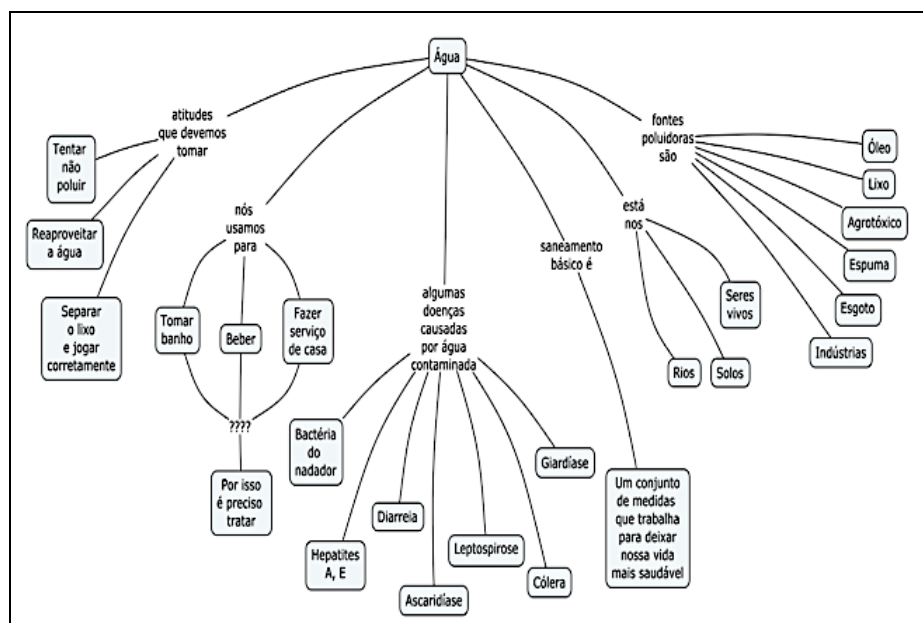 Água
atitudes
que devemos
tomar
Tentar
não
poluir
Reaproveitar
a água
Separar
o lixo
e jogar
corretamente
nós
usamos
para
Tomar
banho
Beber
Fazer
serviço
de casa
????
Por isso
é preciso
tratar
algumas
doenças
causadas
por água
contaminada
Bactéria
do
nadador
Hepatites
A, E
Diarreia
Ascaridíase
Leptospirose
Cólera
Giardíase
saneamento
básico é
Um conjunto
de medidas
que trabalha
para deixar
nossa vida
mais saudável
está
nos
Rios
Solos
Seres
vivos
fontes
poluidoras
são
Óleo
Lixo
Agrotóxico
Espuma
Esgoto
Indústrias